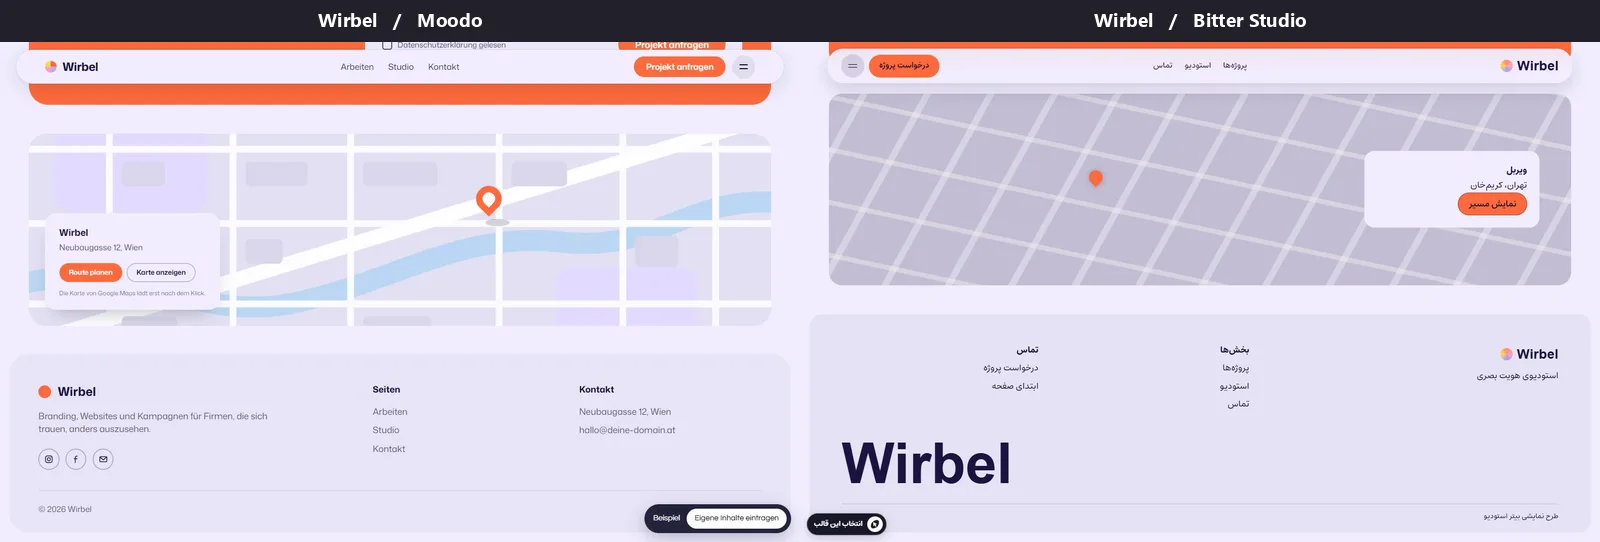 Wirbel / Moodo
Wirbel / Bitter Studio
Datenschutzerklärung gelesen
Projekt anfragen
Wirbel
Arbeiten
Studio
Kontakt
Projekt anfragen
Wirbel
Neubaugasse 12, Wien
Route planen
Karte anzeigen
Die Karte von Google Maps lädt erst nach dem Klick.
Wirbel
Branding, Websites und Kampagnen für Firmen, die sich
trauen, anders auszusehen.
Seiten
Arbeiten
Studio
Kontakt
Kontakt
Neubaugasse 12, Wien
hallo@deine-domain.at
© 2026 Wirbel
Beispiel
Eigene Inhalte eintragen
Wirbel
پروژه‌ها
استودیو
تماس
درخواست پروژه
ویربل
تهران، کریم‌خان
نمایش مسیر
Wirbel
استودیوی هویت بصری
بخش‌ها
پروژه‌ها
استودیو
تماس
تماس
درخواست پروژه
ابتدای صفحه
Wirbel
طرح نمایشی بیتر استودیو
انتخاب این قالب